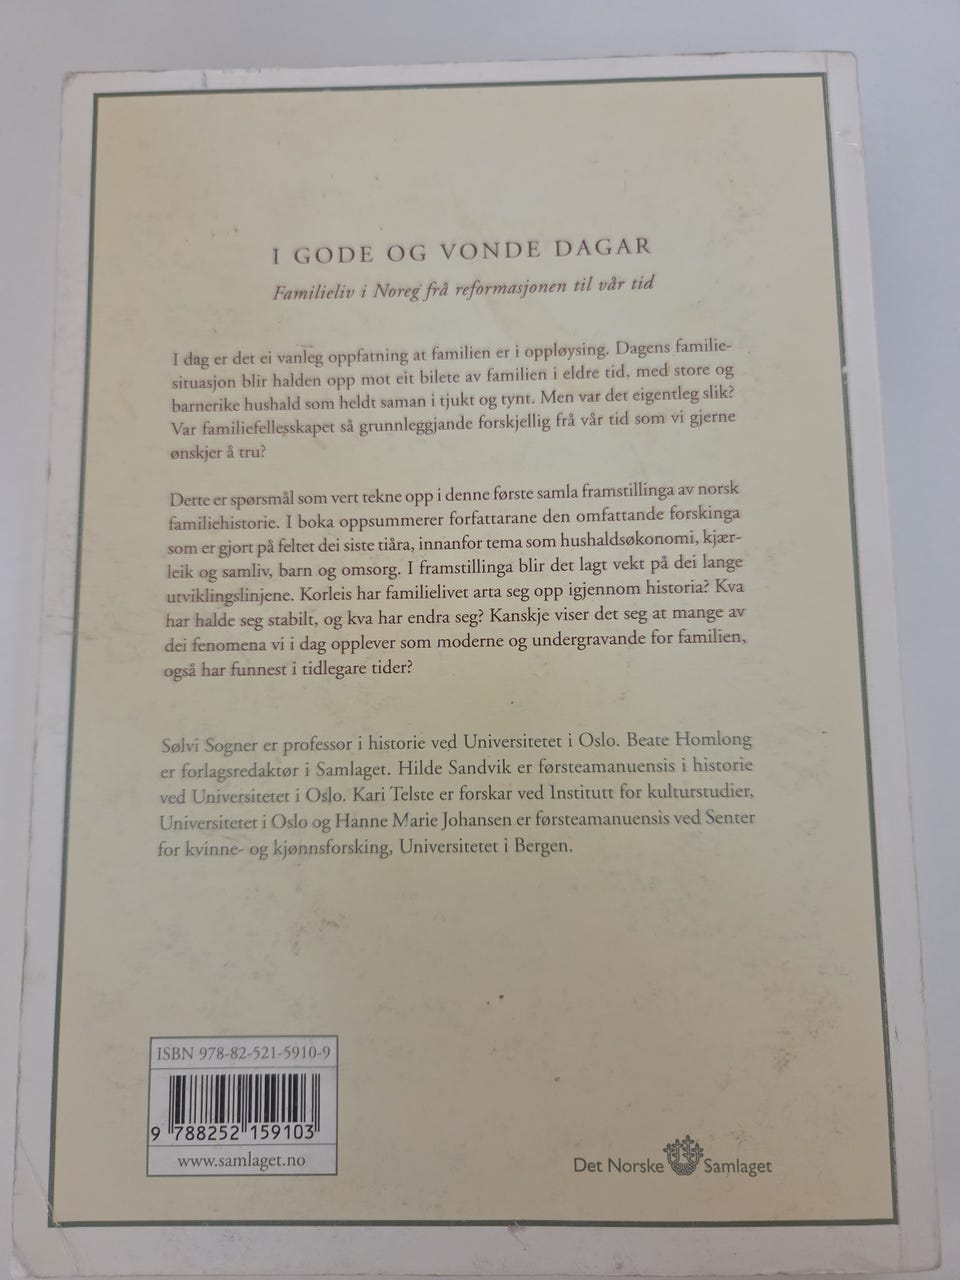 I GODE OG VONDE DAGAR
Familieliv i Noreg frå reformasjonen til vår tid
I dag er det ei vanleg oppfatning at familien er i oppløysing. Dagens familie-
situasjon blir halden opp mot eit bilete av familien i eldre tid, med store og
barnerike hushald som heldt saman i tjukt og tynt. Men var det eigentleg slik?
Var familiefellesskapet så grunnleggjande forskjellig frå vår tid som vi gjerne
ønskjer å tru?
Dette er spørsmål som vert tekne opp i denne første samla framstillinga av norsk
familiehistorie. I boka oppsummerer forfattarane den omfattande forskinga
som er gjort på feltet dei siste tiåra, innanfor tema som hushaldsøkonomi, kjær-
leik og samliv, barn og omsorg. I framstillinga blir det lagt vekt på dei lange
utviklingslinjene. Korleis har familielivet arta seg opp igjennom historia? Kva
har halde seg stabilt, og kva har endra seg? Kanskje viser det seg at mange av
dei fenomena vi i dag opplever som moderne og undergravande for familien,
også har funnest i tidlegare tider?
Sølvi Sogner er professor i historie ved Universitetet i Oslo. Beate Homlong
er forlagsredaktør i Samlaget. Hilde Sandvik er førsteamanuensis i historie
ved Universitetet i Oslo. Kari Telste er forskar ved Institutt for kulturstudier,
Universitetet i Oslo og Hanne Marie Johansen er førsteamanuensis ved Senter
for kvinne- og kjønnsforsking, Universitetet i Bergen.
ISBN 978-82-521-5910-9
9 788252 159103
www.samlaget.no
Det Norske Samlaget